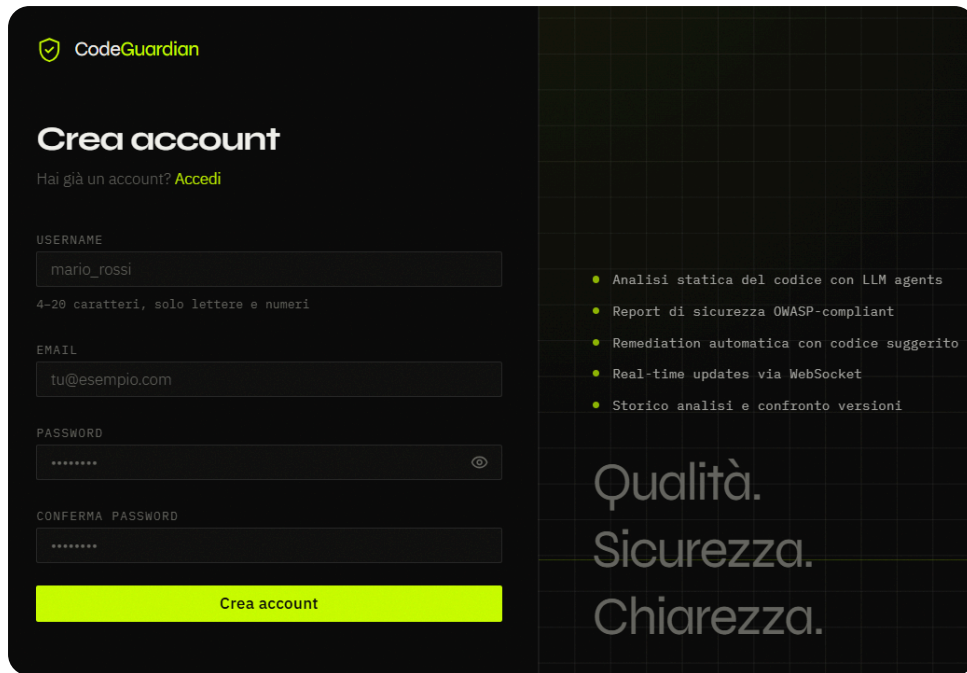 CodeGuardian
Crea account
Hai già un account? Accedi
USERNAME
mario_rossi
4–20 caratteri, solo lettere e numeri
EMAIL
tu@esempio.com
PASSWORD
••••••••
CONFERMA PASSWORD
••••••••
Crea account
Analisi statica del codice con LLM agents
Report di sicurezza OWASP-compliant
Remediation automatica con codice suggerito
Real-time updates via WebSocket
Storico analisi e confronto versioni
Qualità.
Sicurezza.
Chiarezza.